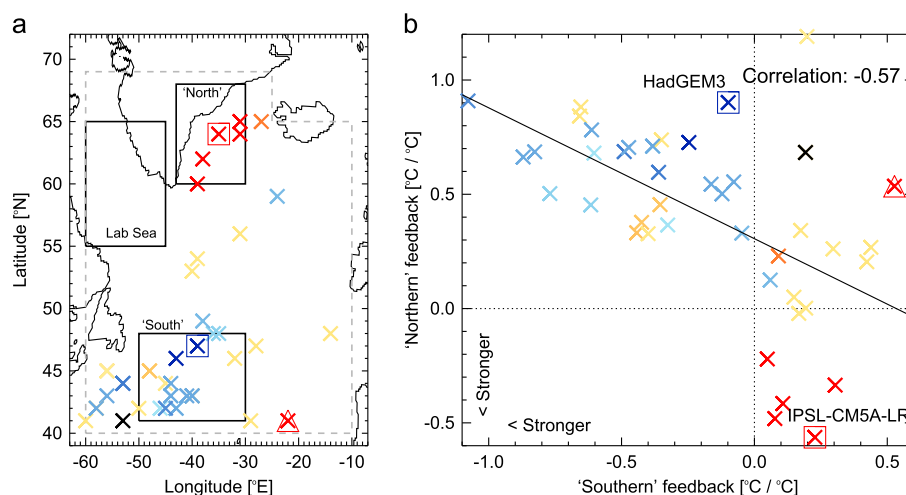 a
b
70
65
60
55
50
45
40
-60
-50
-40
-30
-20
-10
Latitude [°N]
Longitude [°E]
'North'
Lab Sea
'South'
1.0
0.5
0.0
-0.5
-1.0
-0.5
0.0
0.5
'Northern' feedback [°C / °C]
'Southern' feedback [°C / °C]
HadGEM3
Correlation: -0.57
IPSL-CM5A-LR
< Stronger
< Stronger